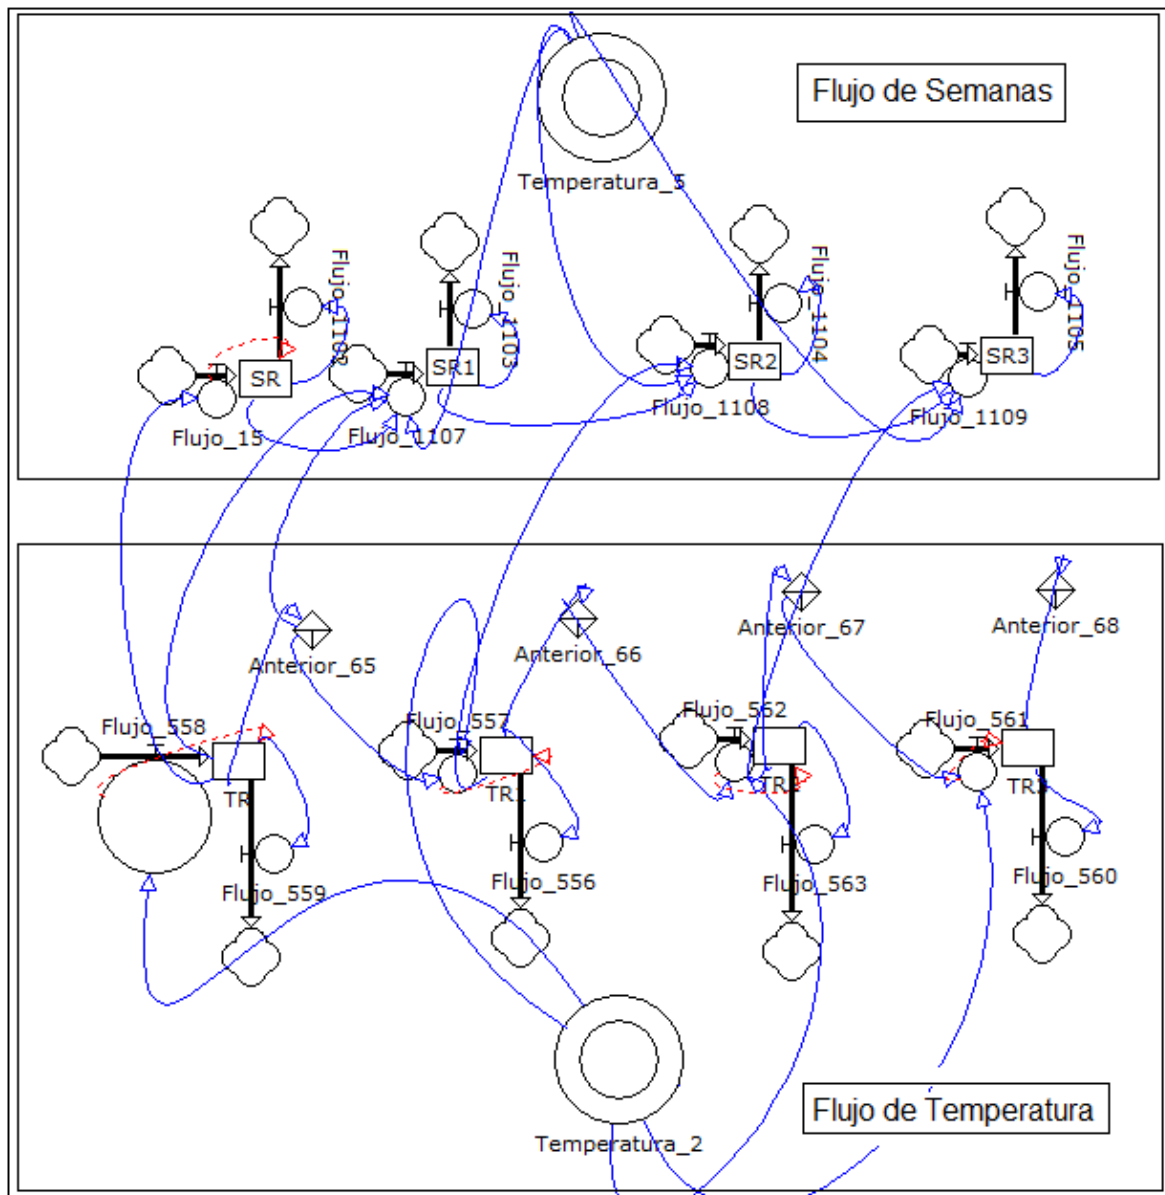 Flujo de Semanas
Temperatura_5
Flujo_1102
Flujo_1103
Flujo_1104
Flujo_1105
SR
SR1
SR2
SR3
Flujo_15
Flujo_1107
Flujo_1108
Flujo_1109
Anterior_65
Anterior_66
Anterior_67
Anterior_68
Flujo_558
Flujo_557
Flujo_562
Flujo_561
TR
TR1
TR2
TR3
Flujo_559
Flujo_556
Flujo_563
Flujo_560
Temperatura_2
Flujo de Temperatura